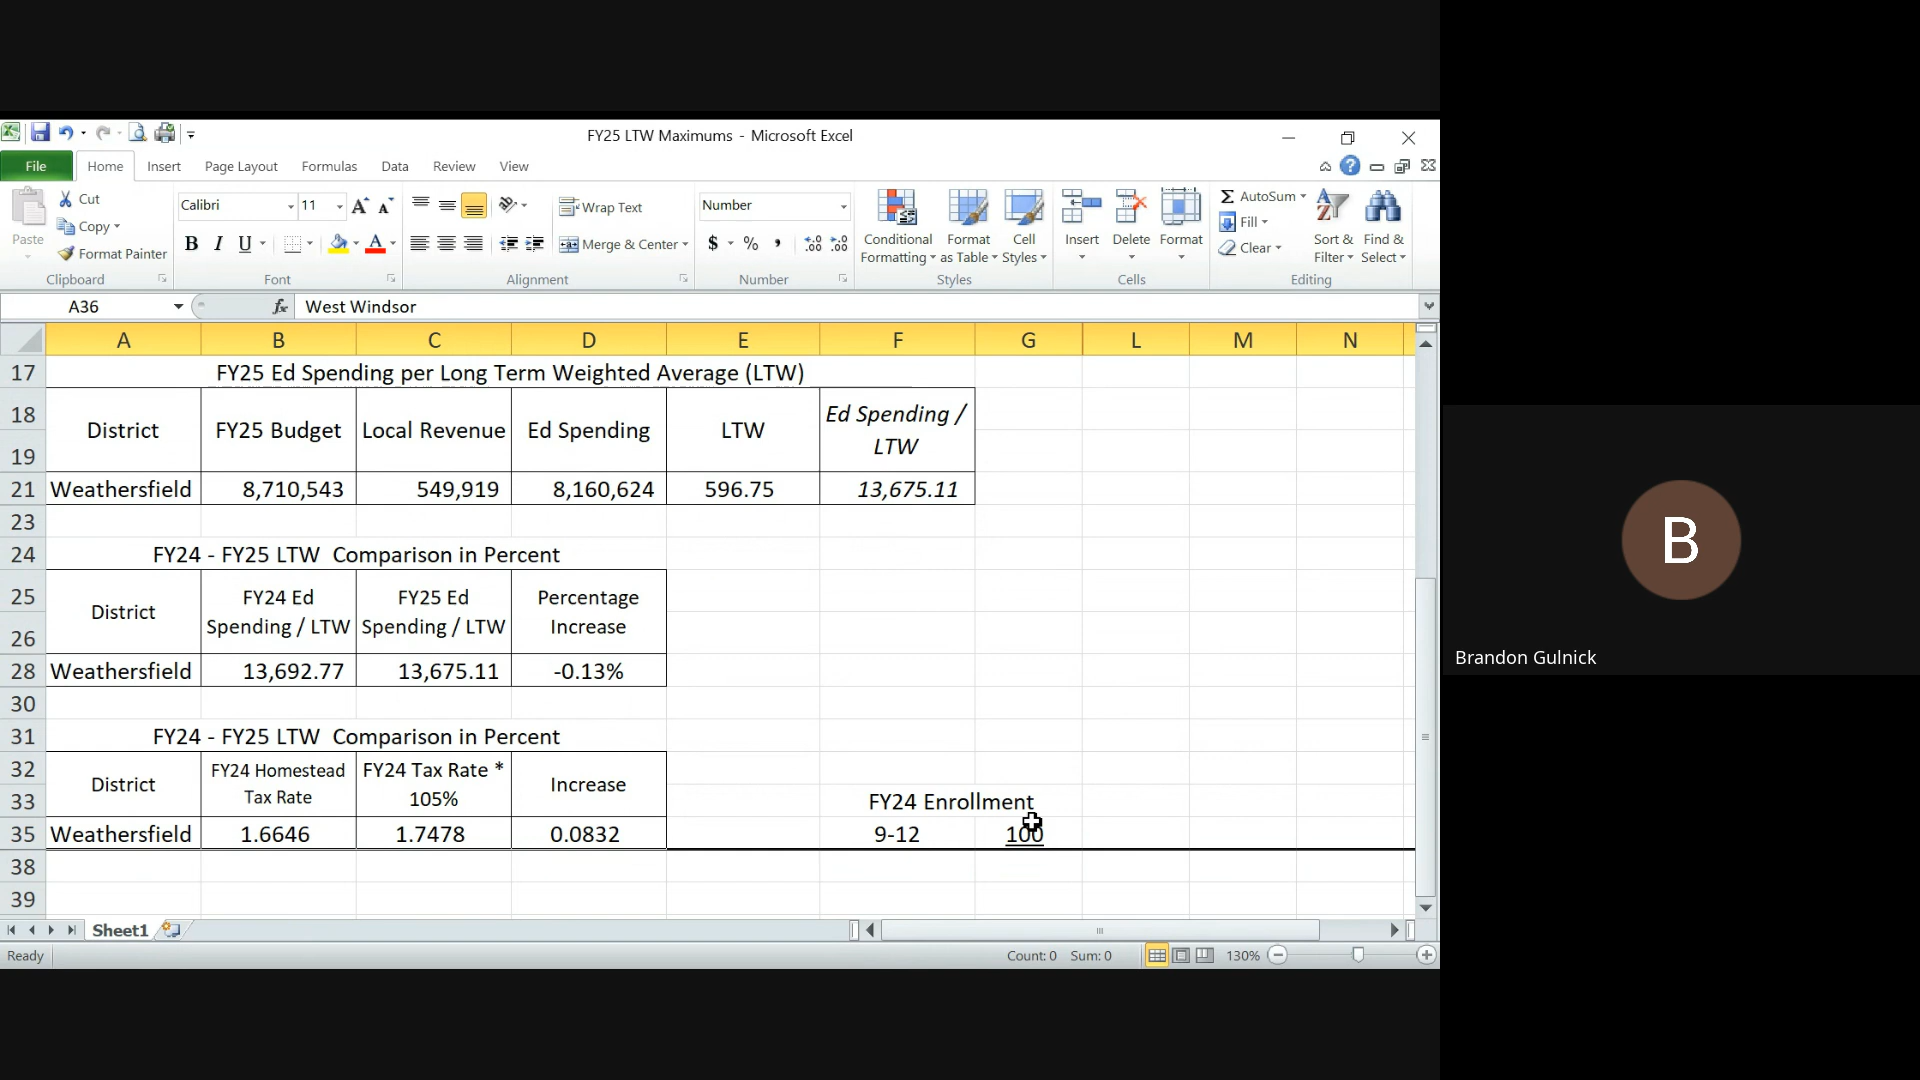 FY25 LTW Maximums - Microsoft Excel
File Home Insert Page Layout Formulas Data Review View
Paste
Cut
Copy
Format Painter
Clipboard
Calibri 11
B I U
Font
Wrap Text
Merge & Center
Alignment
Number
$ % ,
Number
Conditional Formatting
Format as Table
Cell Styles
Styles
Insert
Delete
Format
Cells
AutoSum
Fill
Clear
Sort & Filter
Find & Select
Editing
A36 fx West Windsor
A B C D E F G L M N
17 FY25 Ed Spending per Long Term Weighted Average (LTW)
18
19
District FY25 Budget Local Revenue Ed Spending LTW Ed Spending / LTW
21 Weathersfield 8,710,543 549,919 8,160,624 596.75 13,675.11
23
24 FY24 - FY25 LTW Comparison in Percent
25
26
District FY24 Ed Spending / LTW FY25 Ed Spending / LTW Percentage Increase
28 Weathersfield 13,692.77 13,675.11 -0.13%
30
31 FY24 - FY25 LTW Comparison in Percent
32
33
District FY24 Homestead Tax Rate FY24 Tax Rate * 105% Increase
FY24 Enrollment
35 Weathersfield 1.6646 1.7478 0.0832 9-12 100
38
39
Sheet1
Ready Count: 0 Sum: 0 130%
B
Brandon Gulnick